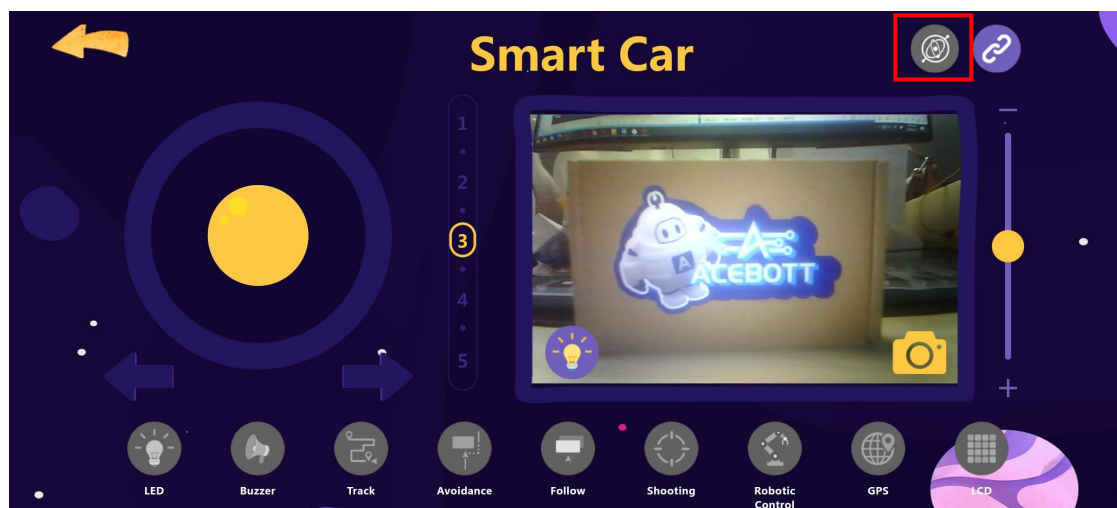 Smart Car
1
2
3
4
5
A
A
ACEBOTT
LED
Buzzer
Track
Avoidance
Follow
Shooting
Robotic
Control
GPS
LCD